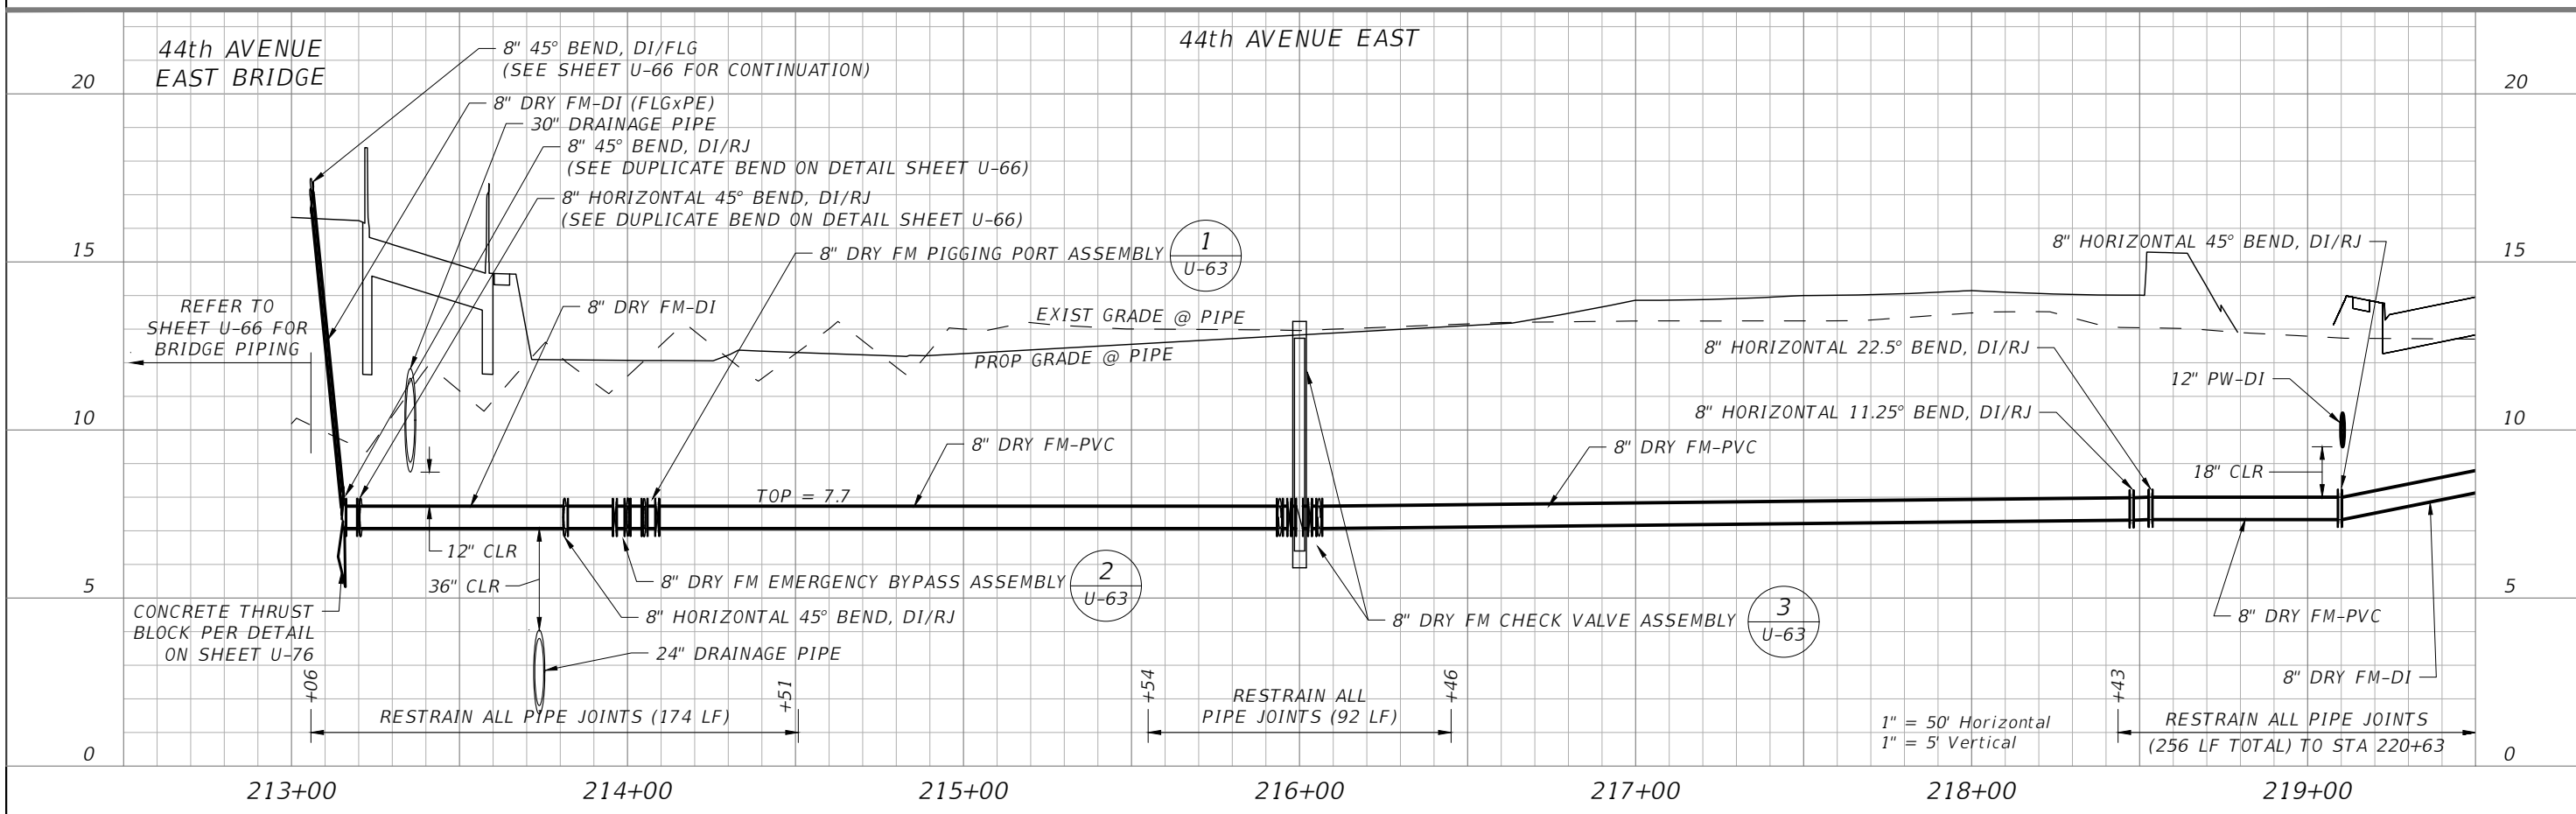 44th AVENUE
EAST BRIDGE
44th AVENUE EAST
8" 45° BEND, DI/FLG
(SEE SHEET U-66 FOR CONTINUATION)
20
20
8" DRY FM-DI (FLGxPE)
30" DRAINAGE PIPE
8" 45° BEND, DI/RJ
(SEE DUPLICATE BEND ON DETAIL SHEET U-66)
8" HORIZONTAL 45° BEND, DI/RJ
(SEE DUPLICATE BEND ON DETAIL SHEET U-66)
15
8" DRY FM PIGGING PORT ASSEMBLY
1
U-63
8" HORIZONTAL 45° BEND, DI/RJ
15
REFER TO
SHEET U-66 FOR
BRIDGE PIPING
8" DRY FM-DI
EXIST GRADE @ PIPE
PROP GRADE @ PIPE
8" HORIZONTAL 22.5° BEND, DI/RJ
12" PW-DI
10
8" HORIZONTAL 11.25° BEND, DI/RJ
10
8" DRY FM-PVC
8" DRY FM-PVC
18" CLR
TOP = 7.7
12" CLR
36" CLR
5
8" DRY FM EMERGENCY BYPASS ASSEMBLY
2
U-63
5
CONCRETE THRUST
BLOCK PER DETAIL
ON SHEET U-76
8" HORIZONTAL 45° BEND, DI/RJ
8" DRY FM CHECK VALVE ASSEMBLY
3
U-63
8" DRY FM-PVC
24" DRAINAGE PIPE
8" DRY FM-DI
+06
+51
+54
+46
+43
RESTRAIN ALL PIPE JOINTS (174 LF)
RESTRAIN ALL
PIPE JOINTS (92 LF)
1" = 50' Horizontal
1" = 5' Vertical
RESTRAIN ALL PIPE JOINTS
(256 LF TOTAL) TO STA 220+63
0
0
213+00
214+00
215+00
216+00
217+00
218+00
219+00